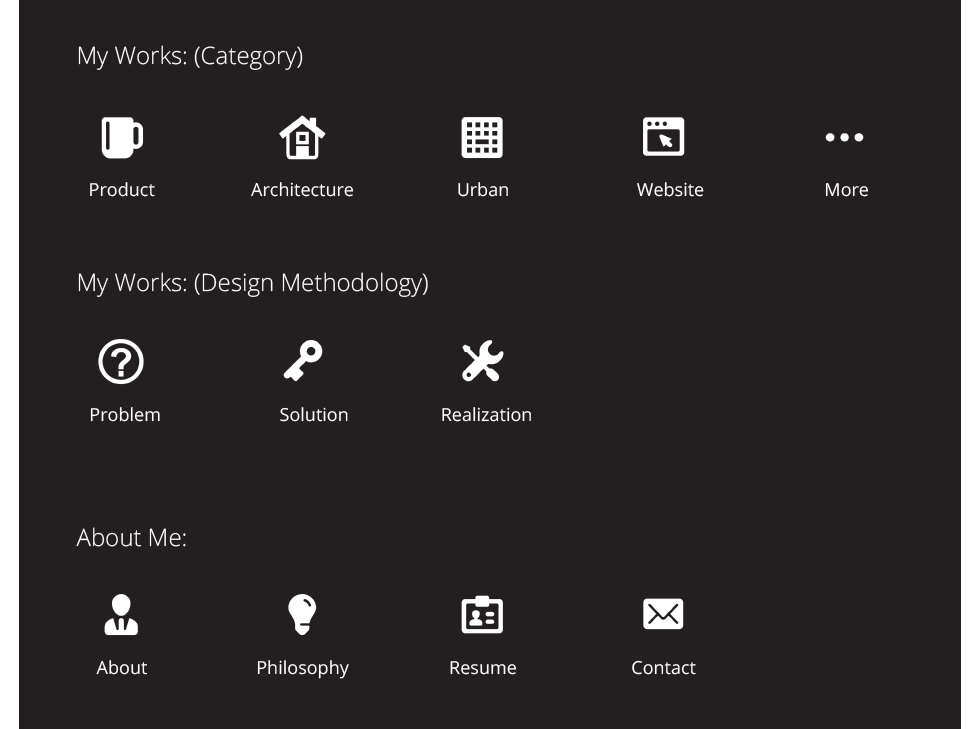 My Works: (Category)
Product Architecture Urban Website More
My Works: (Design Methodology)
Problem Solution Realization
About Me:
About Philosophy Resume Contact